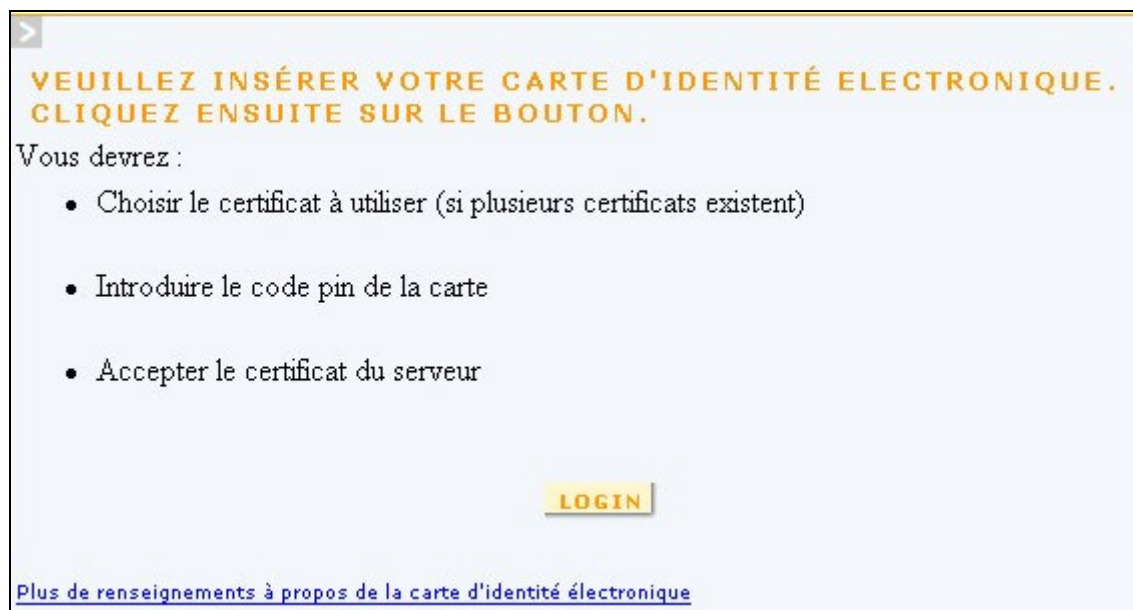 VEUILLEZ INSÉRER VOTRE CARTE D'IDENTITÉ ELECTRONIQUE.
CLIQUEZ ENSUITE SUR LE BOUTON.
Vous devrez :
• Choisir le certificat à utiliser (si plusieurs certificats existent)
• Introduire le code pin de la carte
• Accepter le certificat du serveur
LOGIN
Plus de renseignements à propos de la carte d'identité électronique